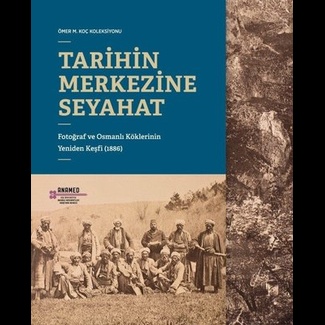 ÖMER M. KOÇ KOLEKSİYONU
TARİHİN
MERKEZİNE
SEYAHAT
Fotoğraf ve Osmanlı Köklerinin
Yeniden Keşfi (1886)
ANAMED